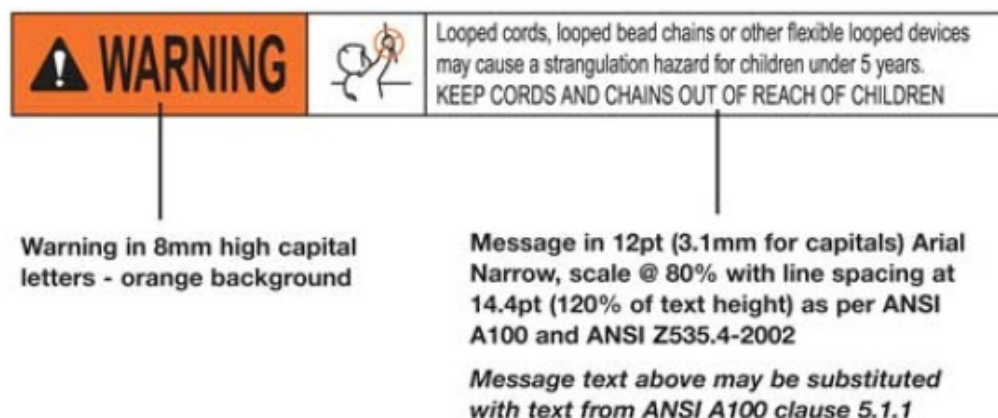 WARNING
Looped cords, looped bead chains or other flexible looped devices
may cause a strangulation hazard for children under 5 years.
KEEP CORDS AND CHAINS OUT OF REACH OF CHILDREN
Warning in 8mm high capital
letters - orange background
Message in 12pt (3.1mm for capitals) Arial
Narrow, scale @ 80% with line spacing at
14.4pt (120% of text height) as per ANSI
A100 and ANSI Z535.4-2002
Message text above may be substituted
with text from ANSI A100 clause 5.1.1